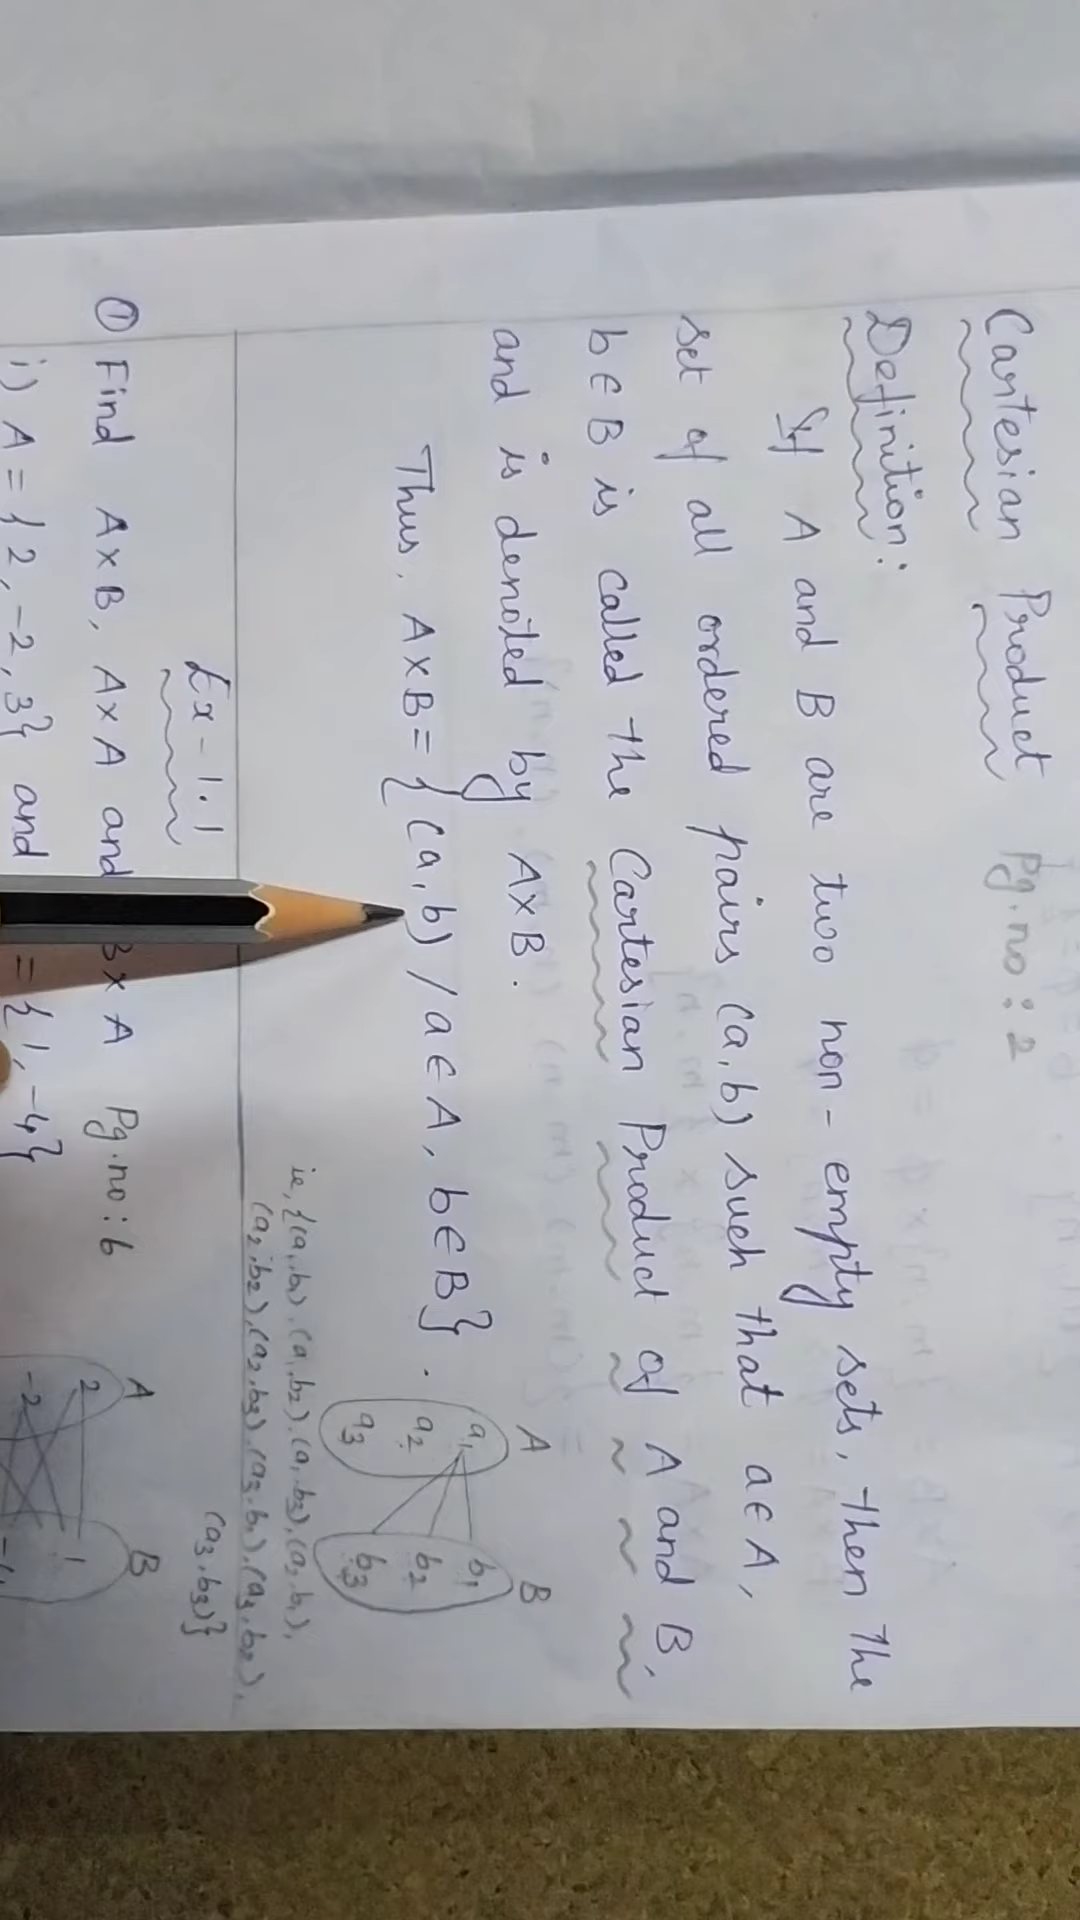 Cartesian Product Pg.no : 2
Definition:
If A and B are two non-empty sets, then the
set of all ordered pairs (a,b) such that a∈A,
b∈B is called the Cartesian Product of A and B,
and is denoted by A×B.
Thus, A×B = {(a,b) / a∈A, b∈B}.
A B
a1 b1
a2 b2
a3 b3
ie, {(a1,b1), (a1,b2), (a1,b3), (a2,b1),
(a2,b2), (a2,b3), (a3,b1), (a3,b2),
(a3,b3)}
Ex-1.1
① Find A×B, A×A and B×A Pg.no : 6
i) A = {2, -2, 3} and = {1, -4}
A B
2 1
-2